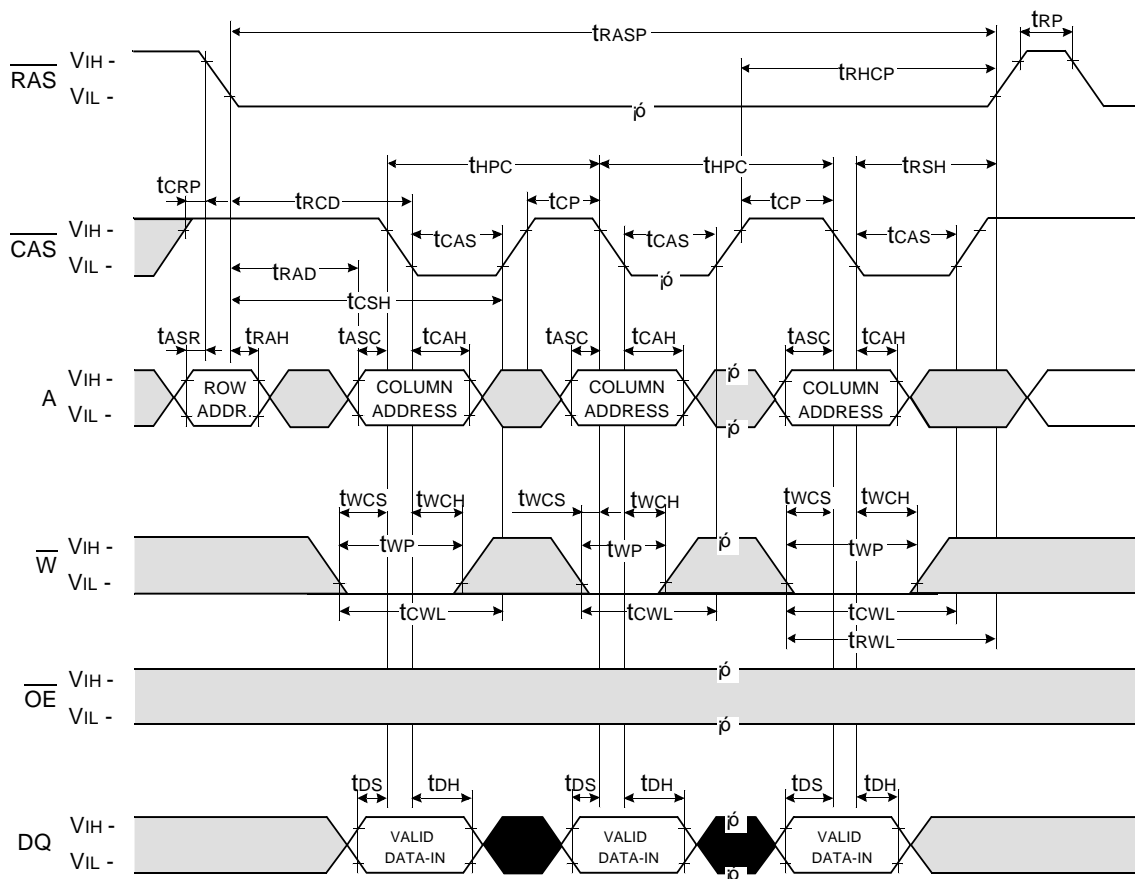 tRASP tRP
RAS VIH -
VIL -
tRHCP
¡ó
tHPC tHPC tRSH
tCRP tRCD tCP tCP
CAS VIH -
VIL -
tCAS tCAS tCAS
¡ó
tRAD
tCSH
tASR tRAH tASC tCAH tASC tCAH tASC tCAH
A VIH -
VIL -
ROW ADDR.
COLUMN ADDRESS
COLUMN ADDRESS
¡ó
¡ó
COLUMN ADDRESS
tWCS tWCH tWCS tWCH tWCS tWCH
W VIH -
VIL -
tWP tWP ¡ó tWP
tCWL tCWL tCWL
tRWL
OE VIH -
VIL -
¡ó
¡ó
tDS tDH tDS tDH tDS tDH
DQ VIH -
VIL -
VALID DATA-IN
VALID DATA-IN
¡ó
¡ó
VALID DATA-IN